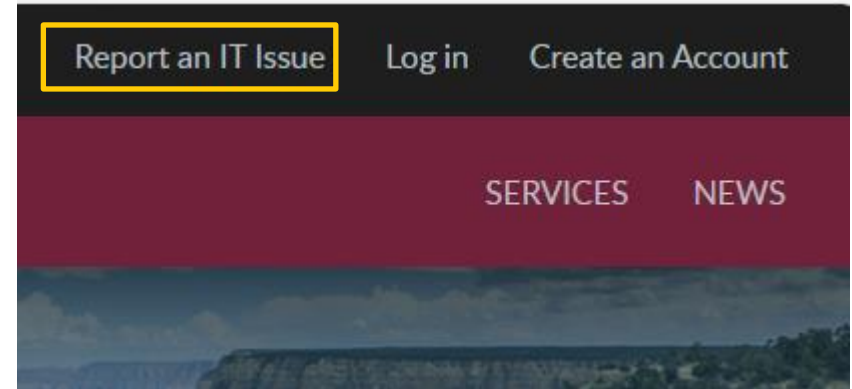 Report an IT Issue Log in Create an Account
SERVICES NEWS